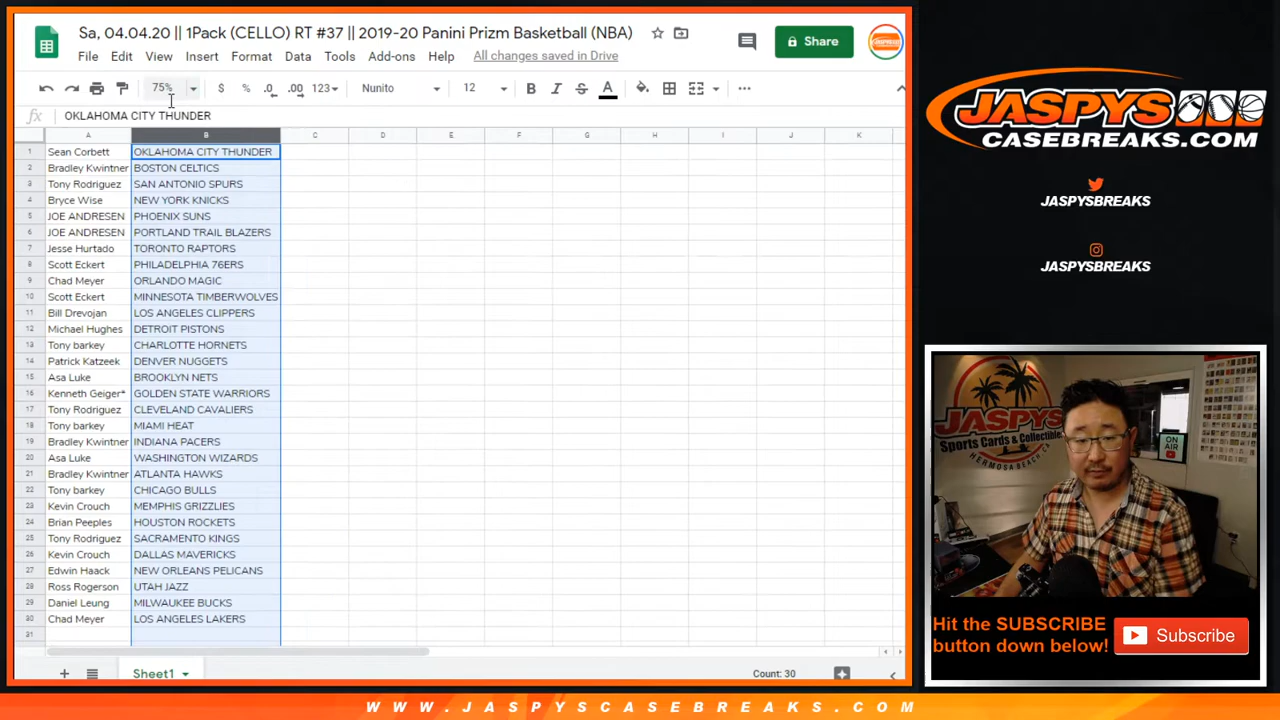 Sa, 04.04.20 || 1Pack (CELLO) RT #37 || 2019-20 Panini Prizm Basketball (NBA)
Share
File Edit View Insert Format Data Tools Add-ons Help All changes saved in Drive
75% $ % .0 .00 123 Nunito 12 B I S A
fx OKLAHOMA CITY THUNDER
A B C D E F G H I J K
1 Sean Corbett OKLAHOMA CITY THUNDER
2 Bradley Kwintner BOSTON CELTICS
3 Tony Rodriguez SAN ANTONIO SPURS
4 Bryce Wise NEW YORK KNICKS
5 JOE ANDRESEN PHOENIX SUNS
6 JOE ANDRESEN PORTLAND TRAIL BLAZERS
7 Jesse Hurtado TORONTO RAPTORS
8 Scott Eckert PHILADELPHIA 76ERS
9 Chad Meyer ORLANDO MAGIC
10 Scott Eckert MINNESOTA TIMBERWOLVES
11 Bill Drevojan LOS ANGELES CLIPPERS
12 Michael Hughes DETROIT PISTONS
13 Tony barkey CHARLOTTE HORNETS
14 Patrick Katzeek DENVER NUGGETS
15 Asa Luke BROOKLYN NETS
16 Kenneth Geiger* GOLDEN STATE WARRIORS
17 Tony Rodriguez CLEVELAND CAVALIERS
18 Tony barkey MIAMI HEAT
19 Bradley Kwintner INDIANA PACERS
20 Asa Luke WASHINGTON WIZARDS
21 Bradley Kwintner ATLANTA HAWKS
22 Tony barkey CHICAGO BULLS
23 Kevin Crouch MEMPHIS GRIZZLIES
24 Brian Peeples HOUSTON ROCKETS
25 Tony Rodriguez SACRAMENTO KINGS
26 Kevin Crouch DALLAS MAVERICKS
27 Edwin Haack NEW ORLEANS PELICANS
28 Ross Rogerson UTAH JAZZ
29 Daniel Leung MILWAUKEE BUCKS
30 Chad Meyer LOS ANGELES LAKERS
31
Sheet1
Count: 30
JASPYS
CASEBREAKS.COM
JASPYSBREAKS
JASPYSBREAKS
JASPYS
Sports Cards & Collectibles
HERMOSA BEACH CA
ON
AIR
Hit the SUBSCRIBE
button down below!
Subscribe
WWW.JASPYSCASEBREAKS.COM